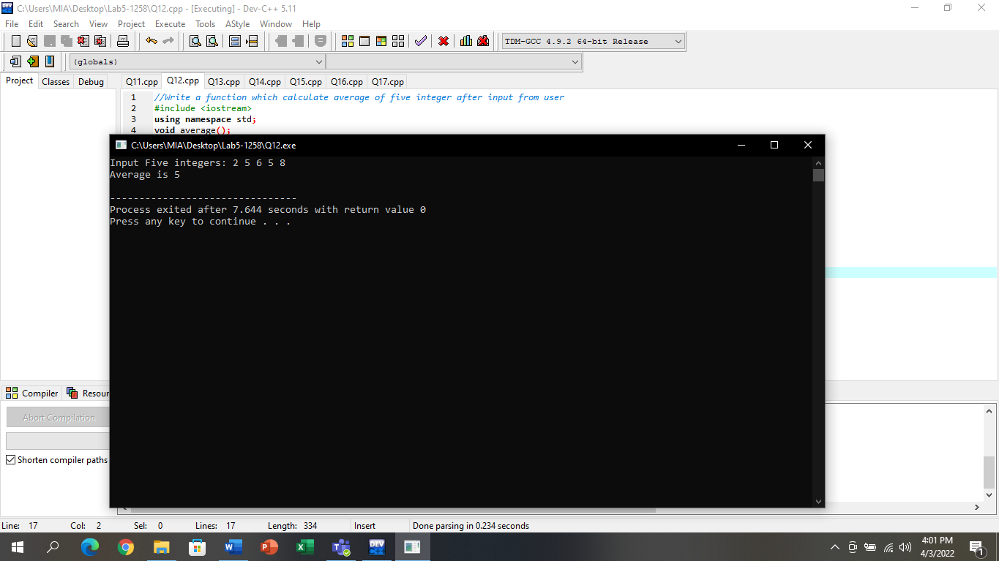 C:\Users\MIA\Desktop\Lab5-1258\Q12.cpp - [Executing] - Dev-C++ 5.11
File Edit Search View Project Execute Tools AStyle Window Help
TDM-GCC 4.9.2 64-bit Release
(globals)
Project Classes Debug Q11.cpp Q12.cpp Q13.cpp Q14.cpp Q15.cpp Q16.cpp Q17.cpp
1 //Write a function which calculate average of five integer after input from user
2 #include <iostream>
3 using namespace std;
4 void average();
C:\Users\MIA\Desktop\Lab5-1258\Q12.exe
Input Five integers: 2 5 6 5 8
Average is 5
--------------------------------
Process exited after 7.644 seconds with return value 0
Press any key to continue . . .
Compiler Resour
Abort Compilation
Shorten compiler paths
Line: 17 Col: 2 Sel: 0 Lines: 17 Length: 334 Insert Done parsing in 0.234 seconds
4:01 PM
4/3/2022
1